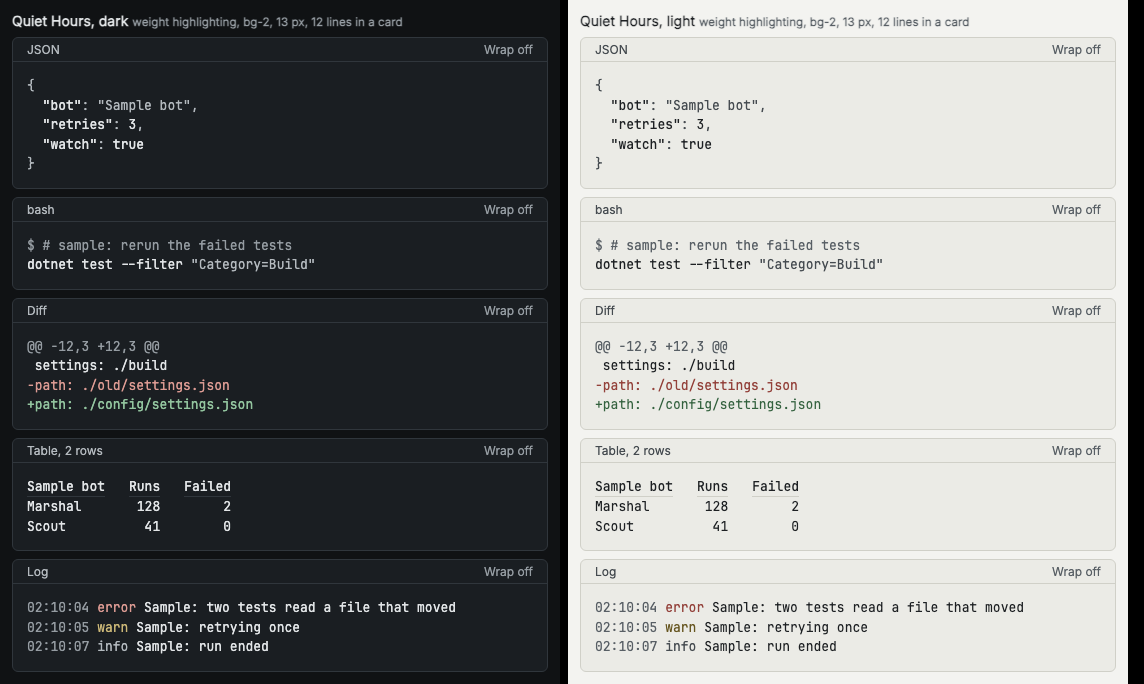 Quiet Hours, dark weight highlighting, bg-2, 13 px, 12 lines in a card
JSON Wrap off
{
  "bot": "Sample bot",
  "retries": 3,
  "watch": true
}
bash Wrap off
$ # sample: rerun the failed tests
dotnet test --filter "Category=Build"
Diff Wrap off
@@ -12,3 +12,3 @@
 settings: ./build
-path: ./old/settings.json
+path: ./config/settings.json
Table, 2 rows Wrap off
Sample bot   Runs   Failed
Marshal       128        2
Scout          41        0
Log Wrap off
02:10:04 error Sample: two tests read a file that moved
02:10:05 warn Sample: retrying once
02:10:07 info Sample: run ended
Quiet Hours, light weight highlighting, bg-2, 13 px, 12 lines in a card
JSON Wrap off
{
  "bot": "Sample bot",
  "retries": 3,
  "watch": true
}
bash Wrap off
$ # sample: rerun the failed tests
dotnet test --filter "Category=Build"
Diff Wrap off
@@ -12,3 +12,3 @@
 settings: ./build
-path: ./old/settings.json
+path: ./config/settings.json
Table, 2 rows Wrap off
Sample bot   Runs   Failed
Marshal       128        2
Scout          41        0
Log Wrap off
02:10:04 error Sample: two tests read a file that moved
02:10:05 warn Sample: retrying once
02:10:07 info Sample: run ended